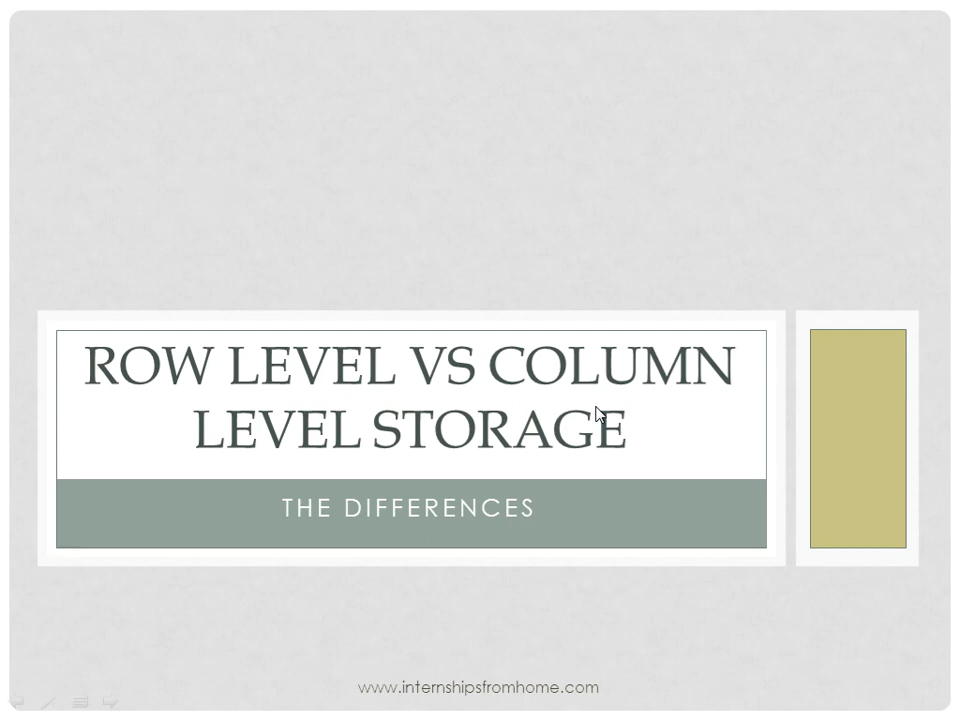 ROW LEVEL VS COLUMN
LEVEL STORAGE
THE DIFFERENCES
www.internshipsfromhome.com